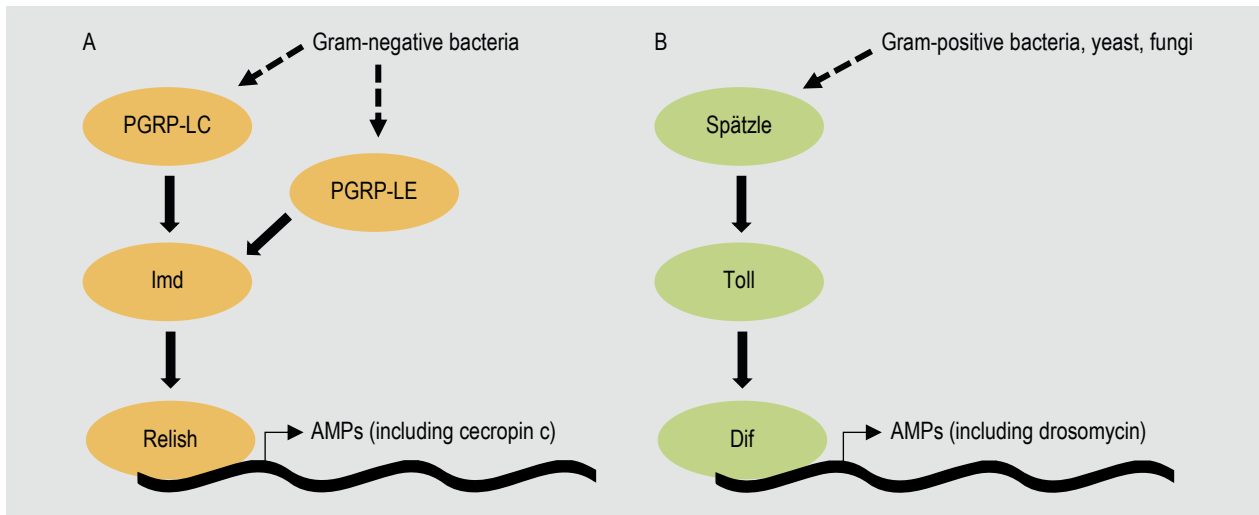 A
Gram-negative bacteria
PGRP-LC
PGRP-LE
Imd
Relish
AMPs (including cecropin c)
B
Gram-positive bacteria, yeast, fungi
Spätzle
Toll
Dif
AMPs (including drosomycin)